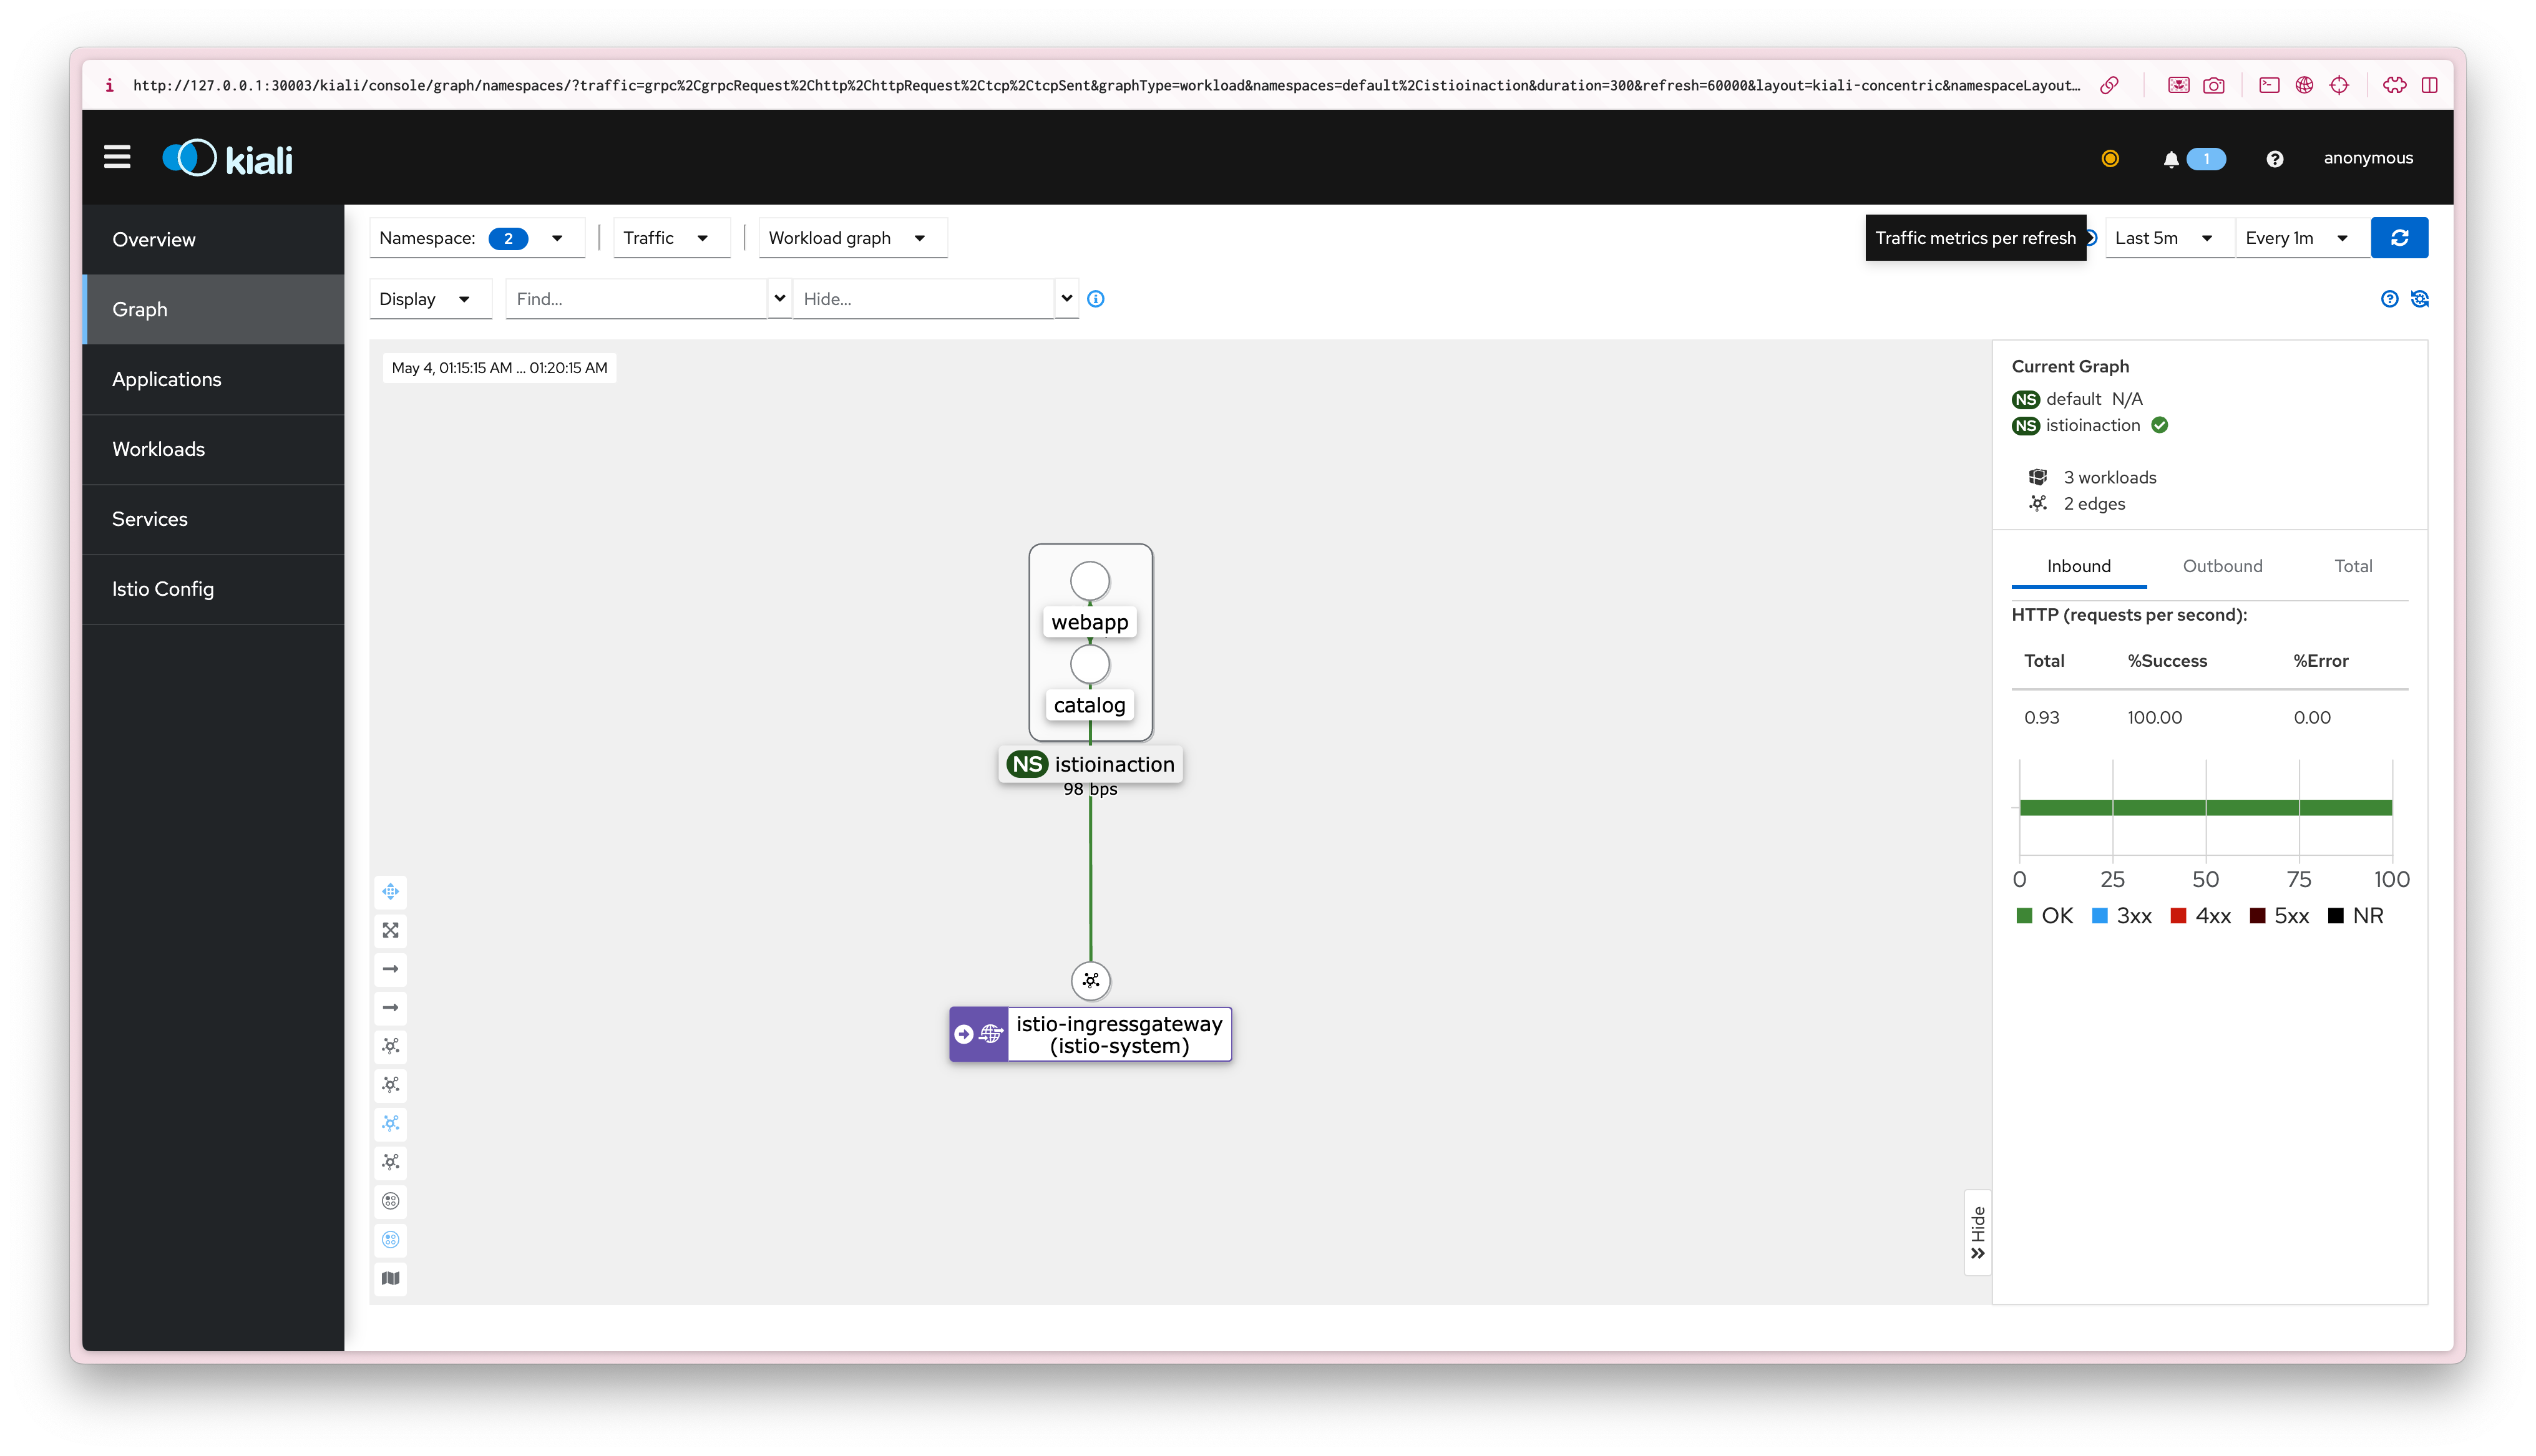 http://127.0.0.1:30003/kiali/console/graph/namespaces/?traffic=grpc%2CgrpcRequest%2Chttp%2ChttpRequest%2Ctcp%2CtcpSent&graphType=workload&namespaces=default%2Cistioinaction&duration=300&refresh=60000&layout=kiali-concentric&namespaceLayout…
kiali
1
anonymous
Overview
Graph
Applications
Workloads
Services
Istio Config
Namespace: 2
Traffic
Workload graph
Traffic metrics per refresh
Last 5m
Every 1m
Display
Find...
Hide...
May 4, 01:15:15 AM ... 01:20:15 AM
webapp
catalog
NS istioinaction
98 bps
istio-ingressgateway
(istio-system)
Hide
Current Graph
NS default N/A
NS istioinaction
3 workloads
2 edges
Inbound Outbound Total
HTTP (requests per second):
Total %Success %Error
0.93 100.00 0.00
0 25 50 75 100
OK 3xx 4xx 5xx NR